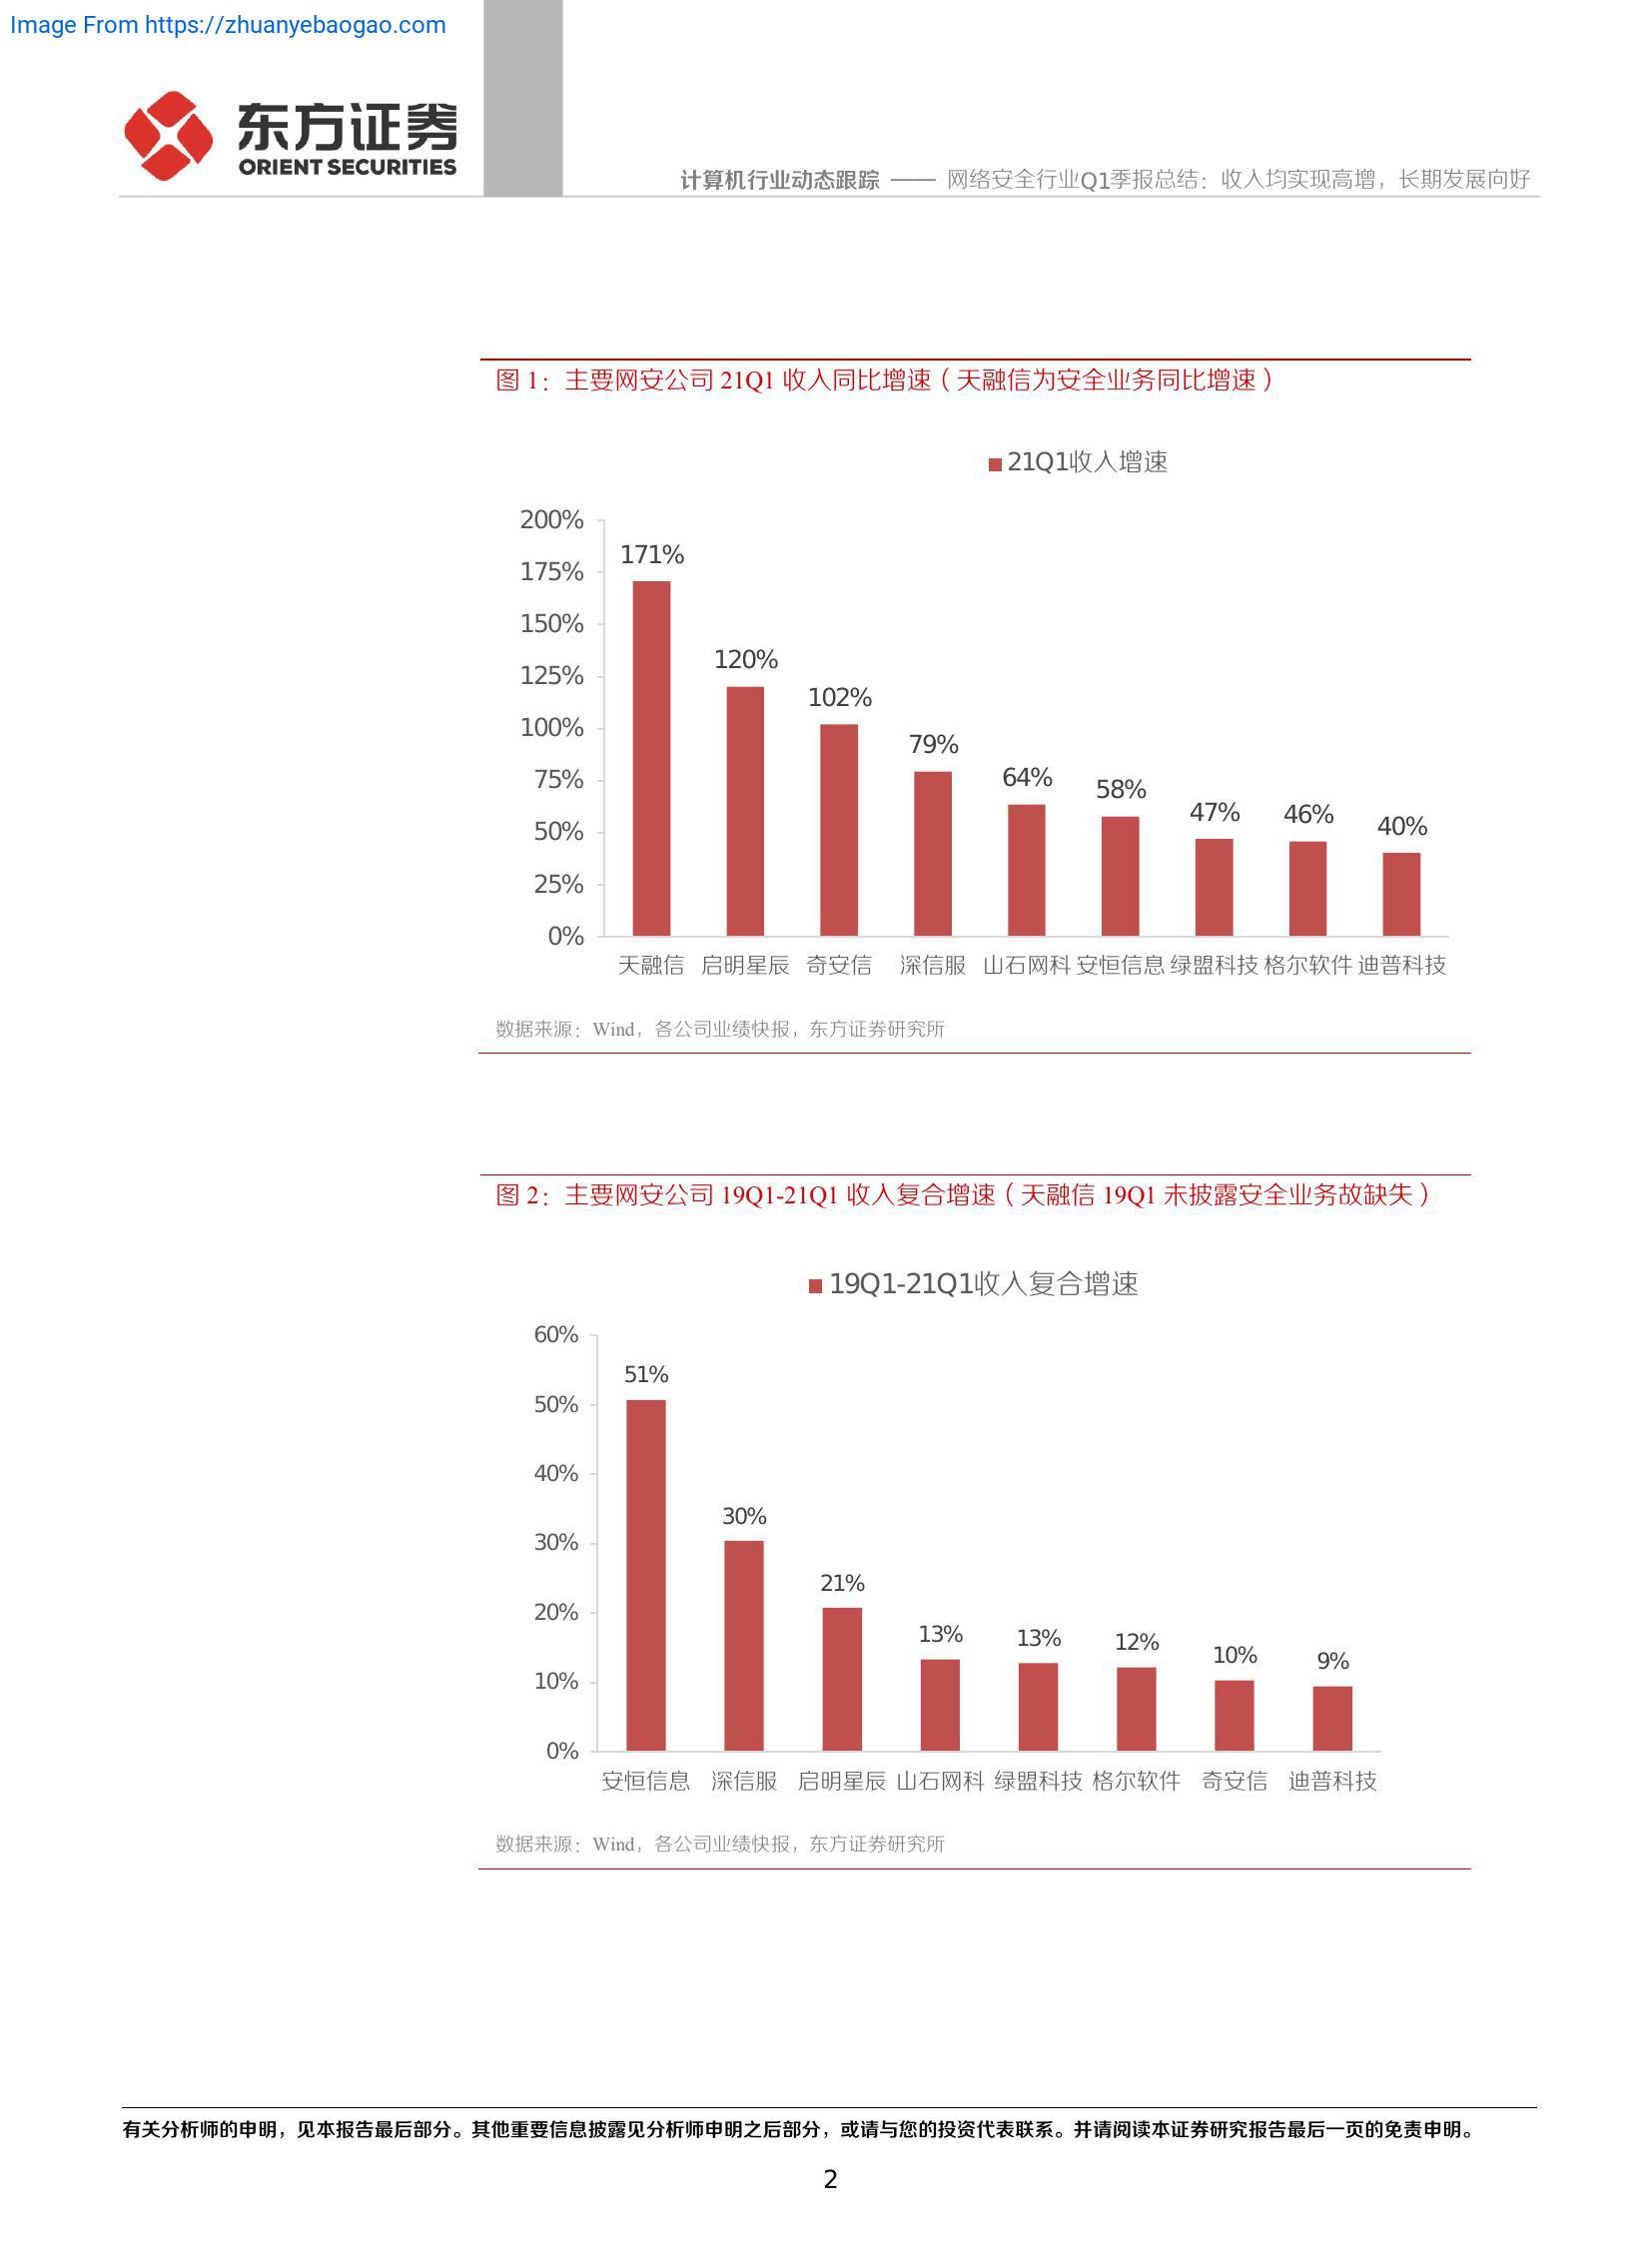 Image From https://zhuanyebaogao.com
东方证券
ORIENT SECURITIES
计算机行业动态跟踪 —— 网络安全行业Q1季报总结：收入均实现高增，长期发展向好
图 1：主要网安公司 21Q1 收入同比增速（天融信为安全业务同比增速）
21Q1收入增速
200%
175%
150%
125%
100%
75%
50%
25%
0%
171%
120%
102%
79%
64%
58%
47%
46%
40%
天融信 启明星辰 奇安信 深信服 山石网科 安恒信息 绿盟科技 格尔软件 迪普科技
数据来源：Wind，各公司业绩快报，东方证券研究所
图 2：主要网安公司 19Q1-21Q1 收入复合增速（天融信 19Q1 未披露安全业务故缺失）
19Q1-21Q1收入复合增速
60%
50%
40%
30%
20%
10%
0%
51%
30%
21%
13%
13%
12%
10%
9%
安恒信息 深信服 启明星辰 山石网科 绿盟科技 格尔软件 奇安信 迪普科技
数据来源：Wind，各公司业绩快报，东方证券研究所
有关分析师的申明，见本报告最后部分。其他重要信息披露见分析师申明之后部分，或请与您的投资代表联系。并请阅读本证券研究报告最后一页的免责申明。
2